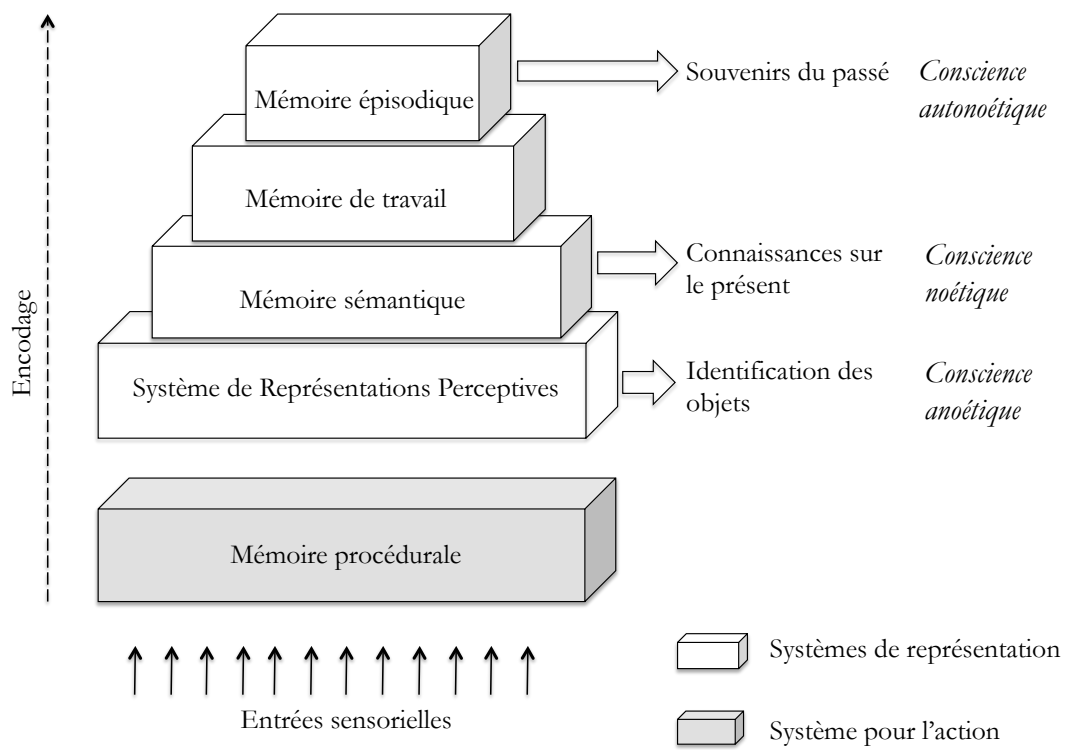 Mémoire épisodique
Souvenirs du passé
Conscience
autonoétique
Mémoire de travail
Mémoire sémantique
Connaissances sur
le présent
Conscience
noétique
Système de Représentations Perceptives
Identification des
objets
Conscience
anoétique
Encodage
Mémoire procédurale
Entrées sensorielles
Systèmes de représentation
Système pour l'action